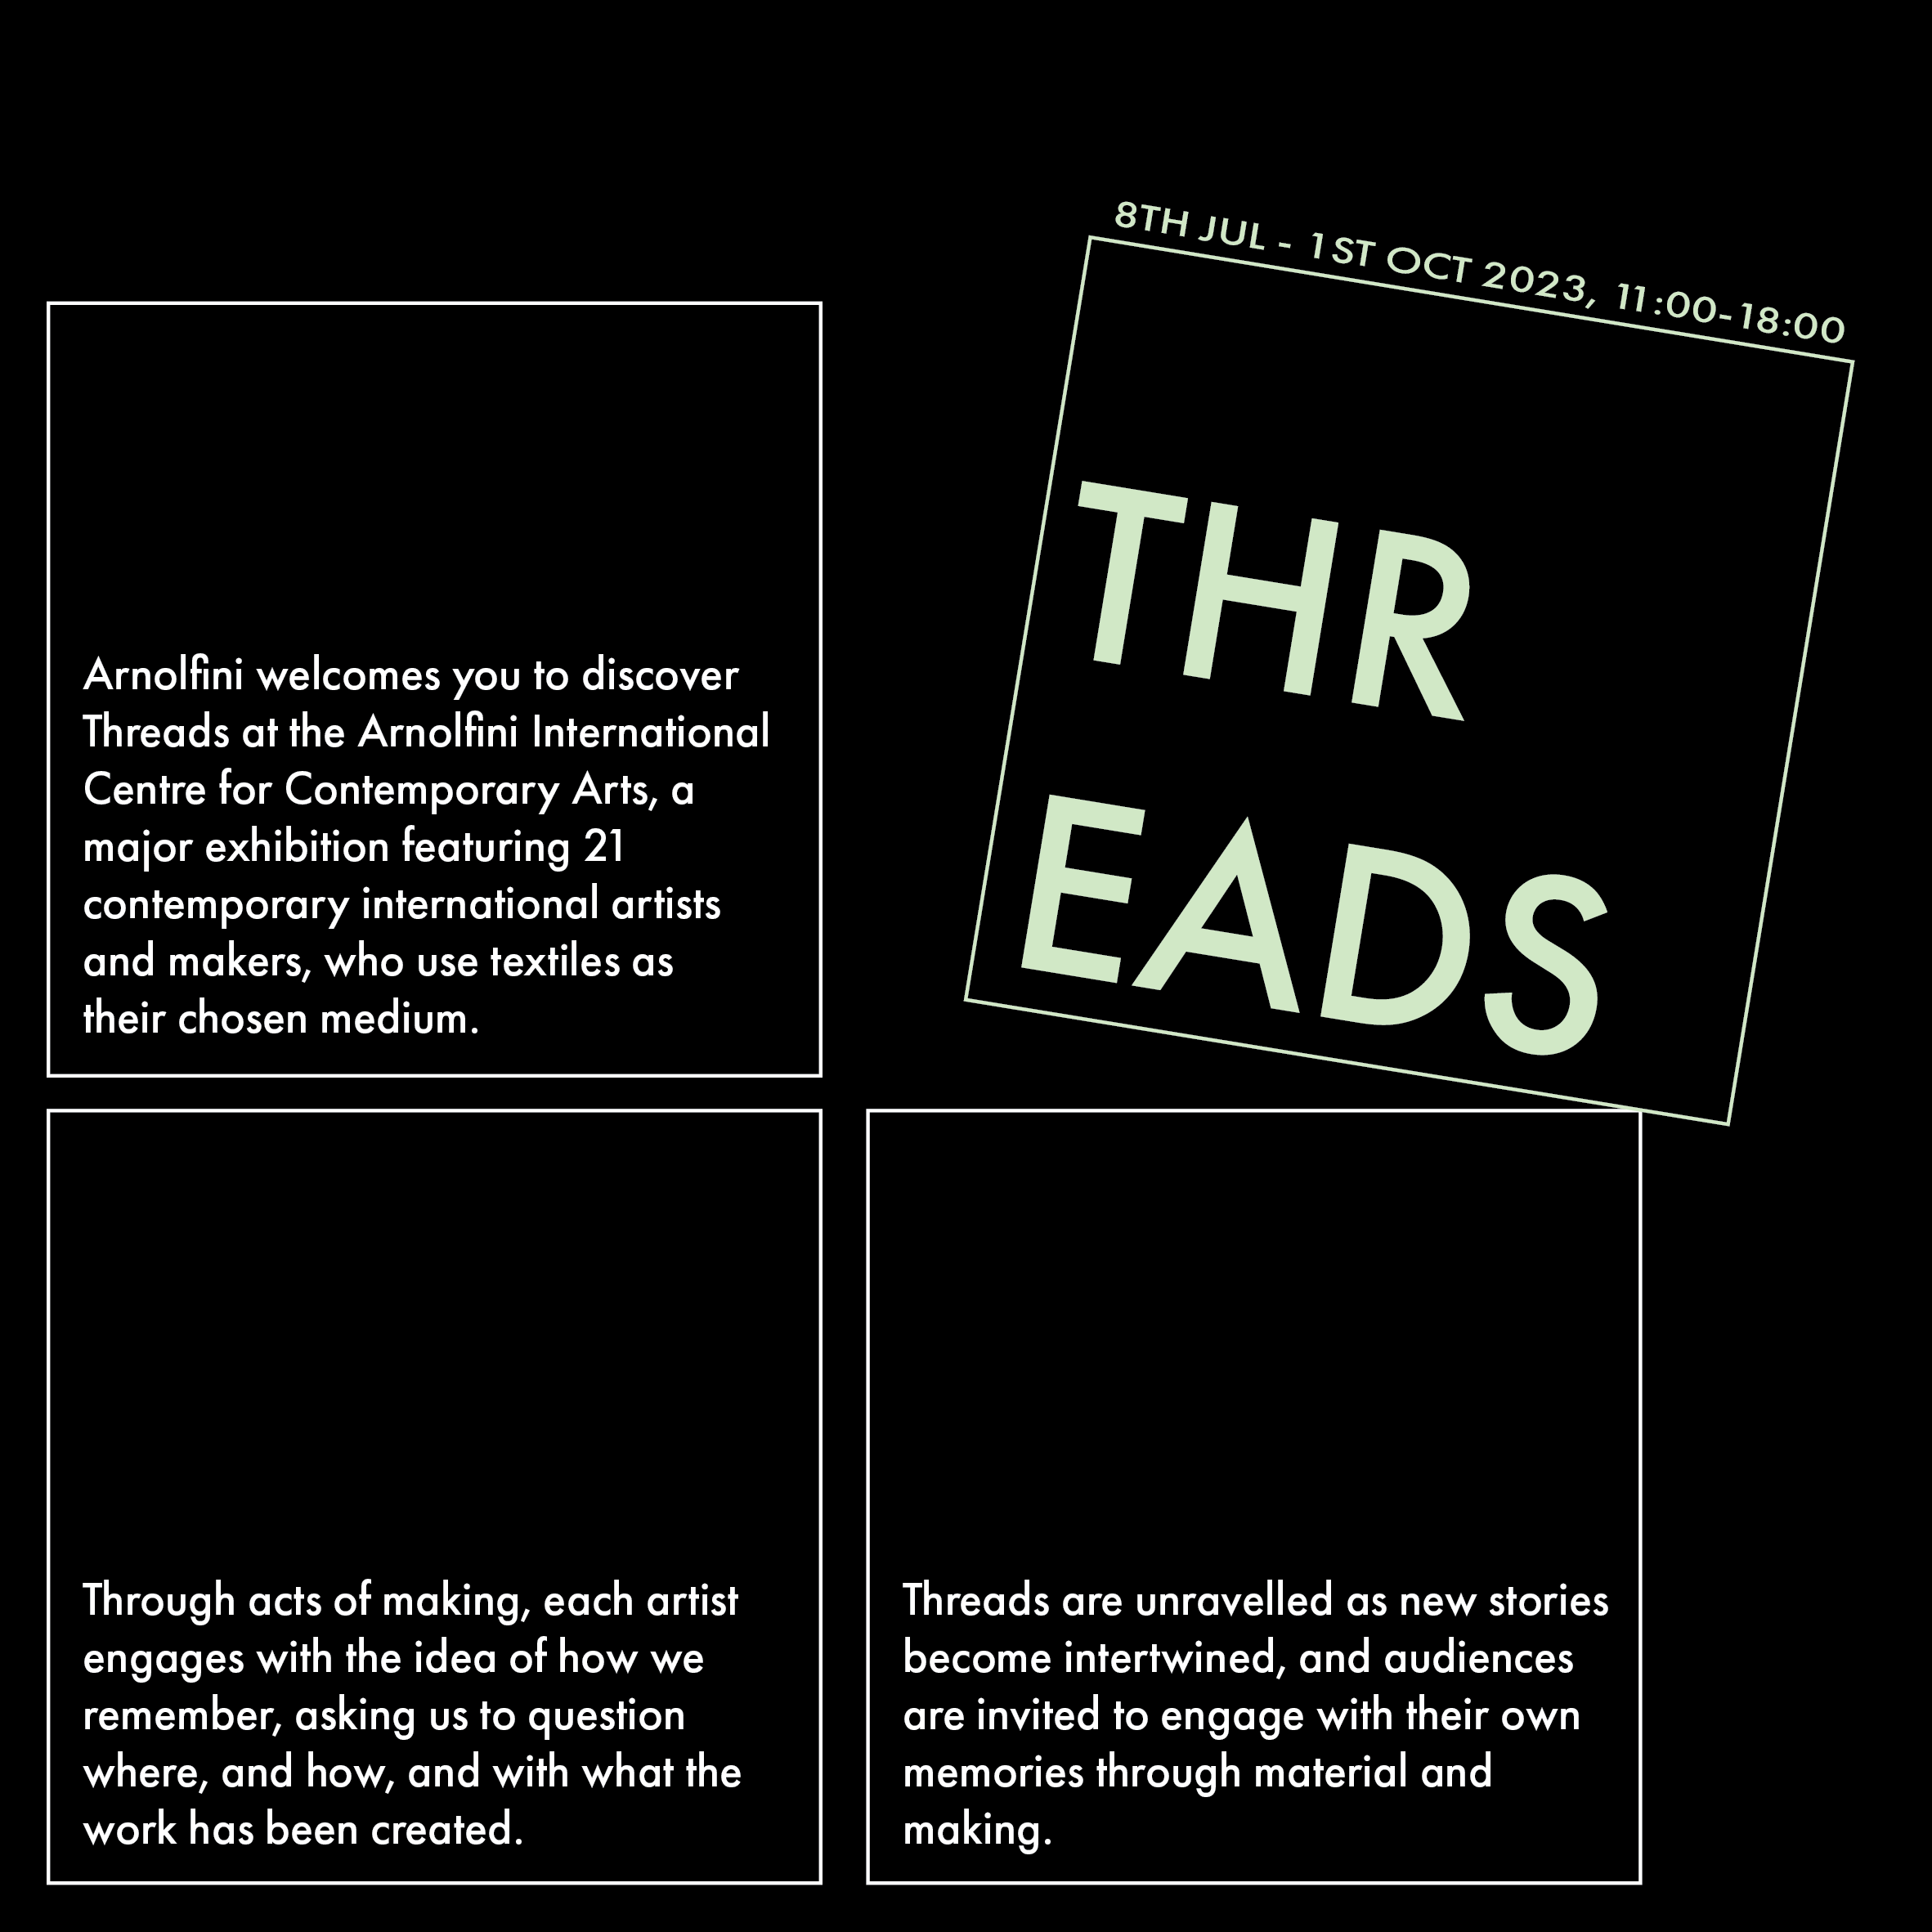 8TH JUL - 1ST OCT 2023, 11:00-18:00
THR
EADS
Arnolfini welcomes you to discover
Threads at the Arnolfini International
Centre for Contemporary Arts, a
major exhibition featuring 21
contemporary international artists
and makers, who use textiles as
their chosen medium.
Through acts of making, each artist
engages with the idea of how we
remember, asking us to question
where, and how, and with what the
work has been created.
Threads are unravelled as new stories
become intertwined, and audiences
are invited to engage with their own
memories through material and
making.